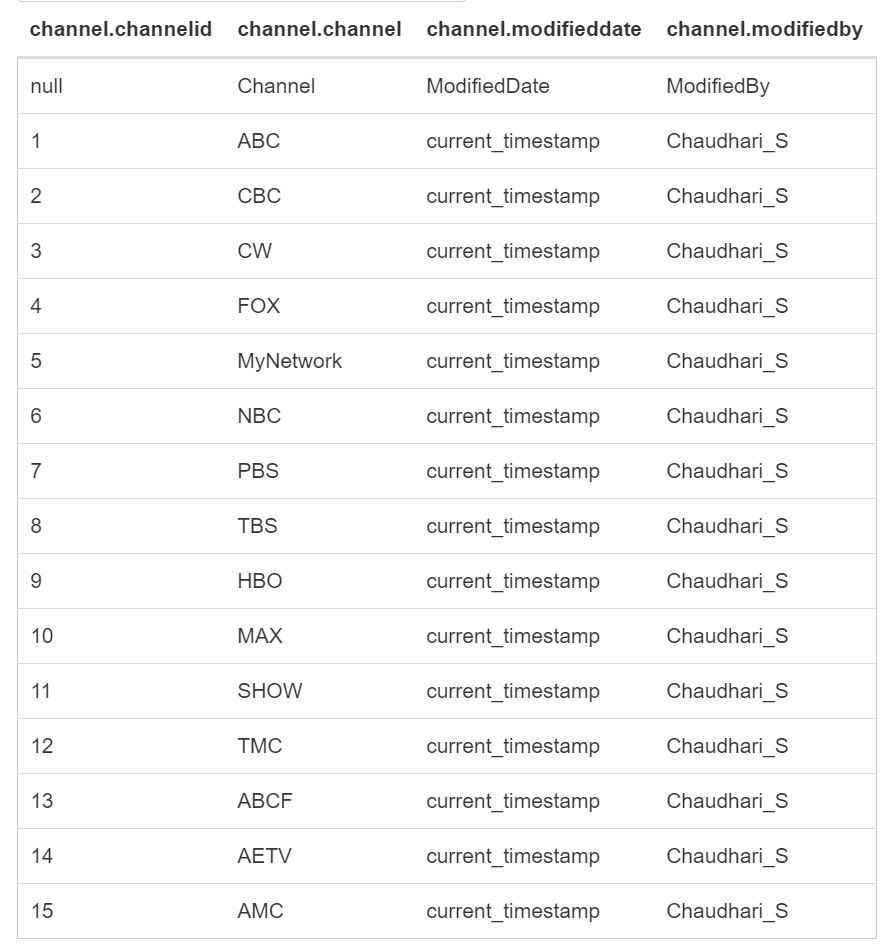 channel.channelid channel.channel channel.modifieddate channel.modifiedby
null Channel ModifiedDate ModifiedBy
1 ABC current_timestamp Chaudhari_S
2 CBC current_timestamp Chaudhari_S
3 CW current_timestamp Chaudhari_S
4 FOX current_timestamp Chaudhari_S
5 MyNetwork current_timestamp Chaudhari_S
6 NBC current_timestamp Chaudhari_S
7 PBS current_timestamp Chaudhari_S
8 TBS current_timestamp Chaudhari_S
9 HBO current_timestamp Chaudhari_S
10 MAX current_timestamp Chaudhari_S
11 SHOW current_timestamp Chaudhari_S
12 TMC current_timestamp Chaudhari_S
13 ABCF current_timestamp Chaudhari_S
14 AETV current_timestamp Chaudhari_S
15 AMC current_timestamp Chaudhari_S